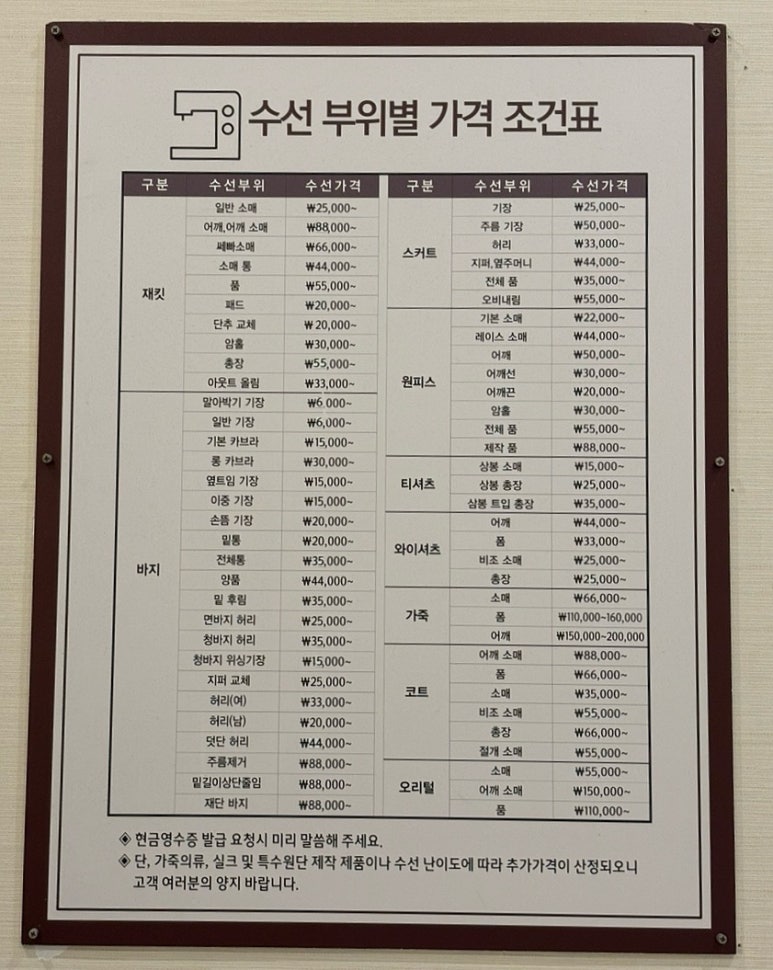 수선 부위별 가격 조건표
구분 수선부위 수선가격
재킷
일반 소매 ₩25,000~
어깨,어깨 소매 ₩88,000~
쎄빠소매 ₩66,000~
소매 통 ₩44,000~
품 ₩55,000~
패드 ₩20,000~
단추 교체 ₩20,000~
암홀 ₩30,000~
총장 ₩55,000~
아웃트 올림 ₩33,000~
바지
말아박기 기장 ₩6,000~
일반 기장 ₩6,000~
기본 카브라 ₩15,000~
롱 카브라 ₩30,000~
옆트임 기장 ₩15,000~
이중 기장 ₩15,000~
손뜸 기장 ₩20,000~
밑통 ₩20,000~
전체통 ₩35,000~
양품 ₩44,000~
밑 후림 ₩35,000~
면바지 허리 ₩25,000~
청바지 허리 ₩35,000~
청바지 위싱기장 ₩15,000~
지퍼 교체 ₩25,000~
허리(여) ₩33,000~
허리(남) ₩20,000~
덧단 허리 ₩44,000~
주름제거 ₩88,000~
밑길이상단줄임 ₩88,000~
재단 바지 ₩88,000~
구분 수선부위 수선가격
스커트
기장 ₩25,000~
주름 기장 ₩50,000~
허리 ₩33,000~
지퍼,옆주머니 ₩44,000~
전체 품 ₩35,000~
오비내림 ₩55,000~
원피스
기본 소매 ₩22,000~
레이스 소매 ₩44,000~
어깨 ₩50,000~
어깨선 ₩30,000~
어깨끈 ₩20,000~
암홀 ₩30,000~
전체 품 ₩55,000~
제작 품 ₩88,000~
티셔츠
상봉 소매 ₩15,000~
상봉 총장 ₩25,000~
삼봉 트입 총장 ₩35,000~
와이셔츠
어깨 ₩44,000~
폼 ₩33,000~
비조 소매 ₩25,000~
총장 ₩25,000~
가죽
소매 ₩66,000~
폼 ₩110,000~160,000
어깨 ₩150,000~200,000
코트
어깨 소매 ₩88,000~
폼 ₩66,000~
소매 ₩35,000~
비조 소매 ₩55,000~
총장 ₩66,000~
절개 소매 ₩55,000~
오리털
소매 ₩55,000~
어깨 소매 ₩150,000~
품 ₩110,000~
◈ 현금영수증 발급 요청시 미리 말씀해 주세요.
◈ 단, 가죽의류, 실크 및 특수원단 제작 제품이나 수선 난이도에 따라 추가가격이 산정되오니
고객 여러분의 양지 바랍니다.